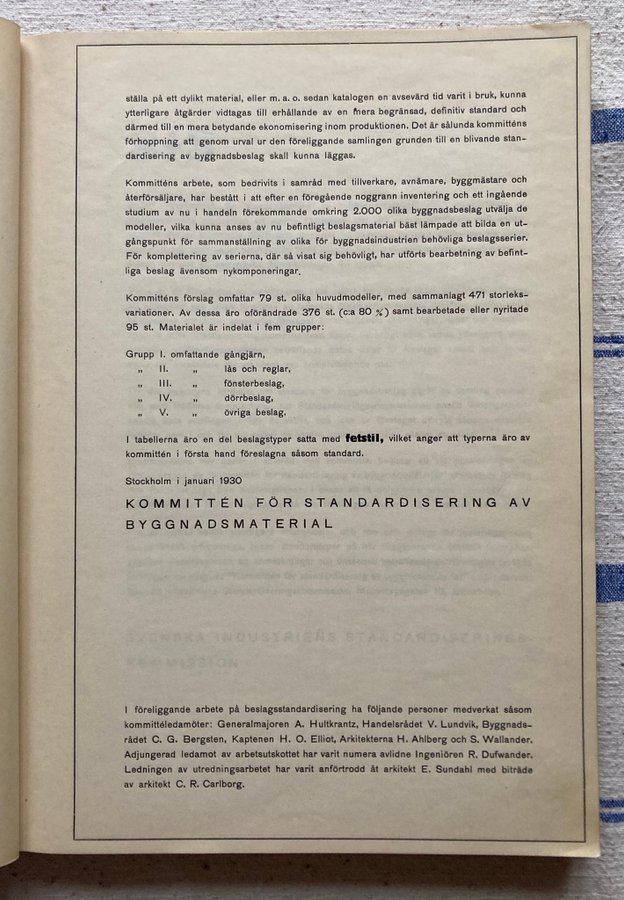 ställa på ett dylikt material, eller m. a. o. sedan katalogen en avsevärd tid varit i bruk, kunna
ytterligare åtgärder vidtagas till erhållande av en mera begränsad, definitiv standard och
därmed till en mera betydande ekonomisering inom produktionen. Det är sålunda kommitténs
förhoppning att genom urval ur den föreliggande samlingen grunden till en blivande stan-
dardisering av byggnadsbeslag skall kunna läggas.
Kommitténs arbete, som bedrivits i samråd med tillverkare, avnämare, byggmästare och
återförsäljare, har bestått i att efter en föregående noggrann inventering och ett ingående
studium av nu i handeln förekommande omkring 2.000 olika byggnadsbeslag utvälja de
modeller, vilka kunna anses av nu befintligt beslagsmaterial bäst lämpade att bilda en ut-
gångspunkt för sammanställning av olika för byggnadsindustrien behövliga beslagsserier.
För komplettering av serierna, där så visat sig behövligt, har utförts bearbetning av befint-
liga beslag ävensom nykomponeringar.
Kommitténs förslag omfattar 79 st. olika huvudmodeller, med sammanlagt 471 storleks-
variationer. Av dessa äro oförändrade 376 st. (c:a 80 %) samt bearbetade eller nyritade
95 st. Materialet är indelat i fem grupper:
Grupp I. omfattande gångjärn,
„ II. „ lås och reglar,
„ III. „ fönsterbeslag,
„ IV. „ dörrbeslag,
„ V. „ övriga beslag.
I tabellerna äro en del beslagstyper satta med fetstil, vilket anger att typerna äro av
kommittén i första hand föreslagna såsom standard.
Stockholm i januari 1930
KOMMITTÉN FÖR STANDARDISERING AV
BYGGNADSMATERIAL
SVENSKA INDUSTRIENS STANDARDISERINGS-
KOMMISSION
I föreliggande arbete på beslagsstandardisering ha följande personer medverkat såsom
kommittéledamöter: Generalmajoren A. Hultkrantz, Handelsrådet V. Lundvik, Byggnads-
rådet C. G. Bergsten, Kaptenen H. O. Elliot, Arkitekterna H. Ahlberg och S. Wallander.
Adjungerad ledamot av arbetsutskottet har varit numera avlidne Ingeniören R. Dufwander.
Ledningen av utredningsarbetet har varit anförtrodd åt arkitekt E. Sundahl med biträde
av arkitekt C. R. Carlborg.